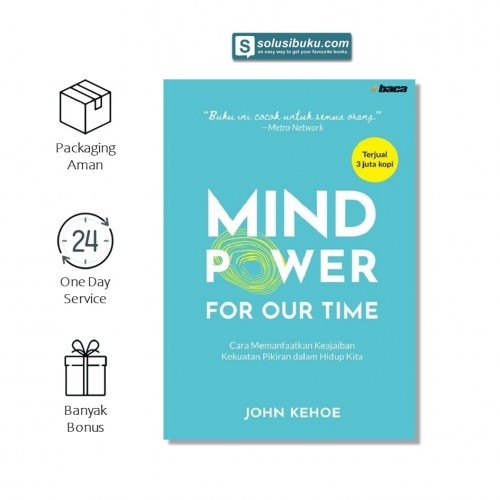 S solusibuku.com
an easy way to get your favourite books.
Packaging
Aman
24
One Day
Service
Banyak
Bonus
baca
"Buku ini cocok untuk semua orang."
—Metro Network
Terjual
3 juta kopi
MIND
POWER
FOR OUR TIME
Cara Memanfaatkan Keajaiban
Kekuatan Pikiran dalam Hidup Kita
JOHN KEHOE